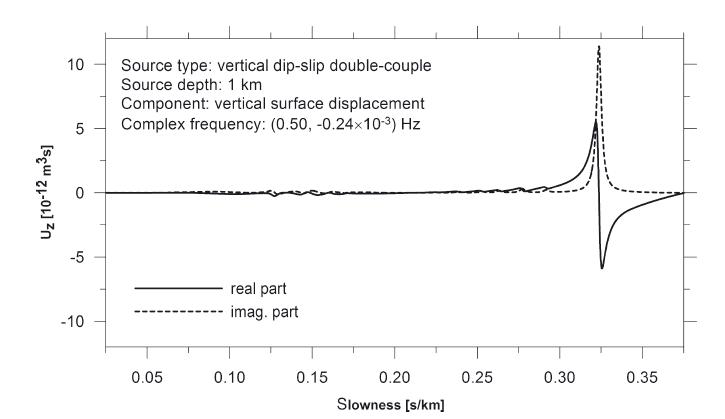 Source type: vertical dip-slip double-couple
Source depth: 1 km
Component: vertical surface displacement
Complex frequency: (0.50, -0.24×10⁻³) Hz
10
5
0
-5
-10
U_z [10⁻¹² m³s]
real part
imag. part
0.05 0.10 0.15 0.20 0.25 0.30 0.35
Slowness [s/km]